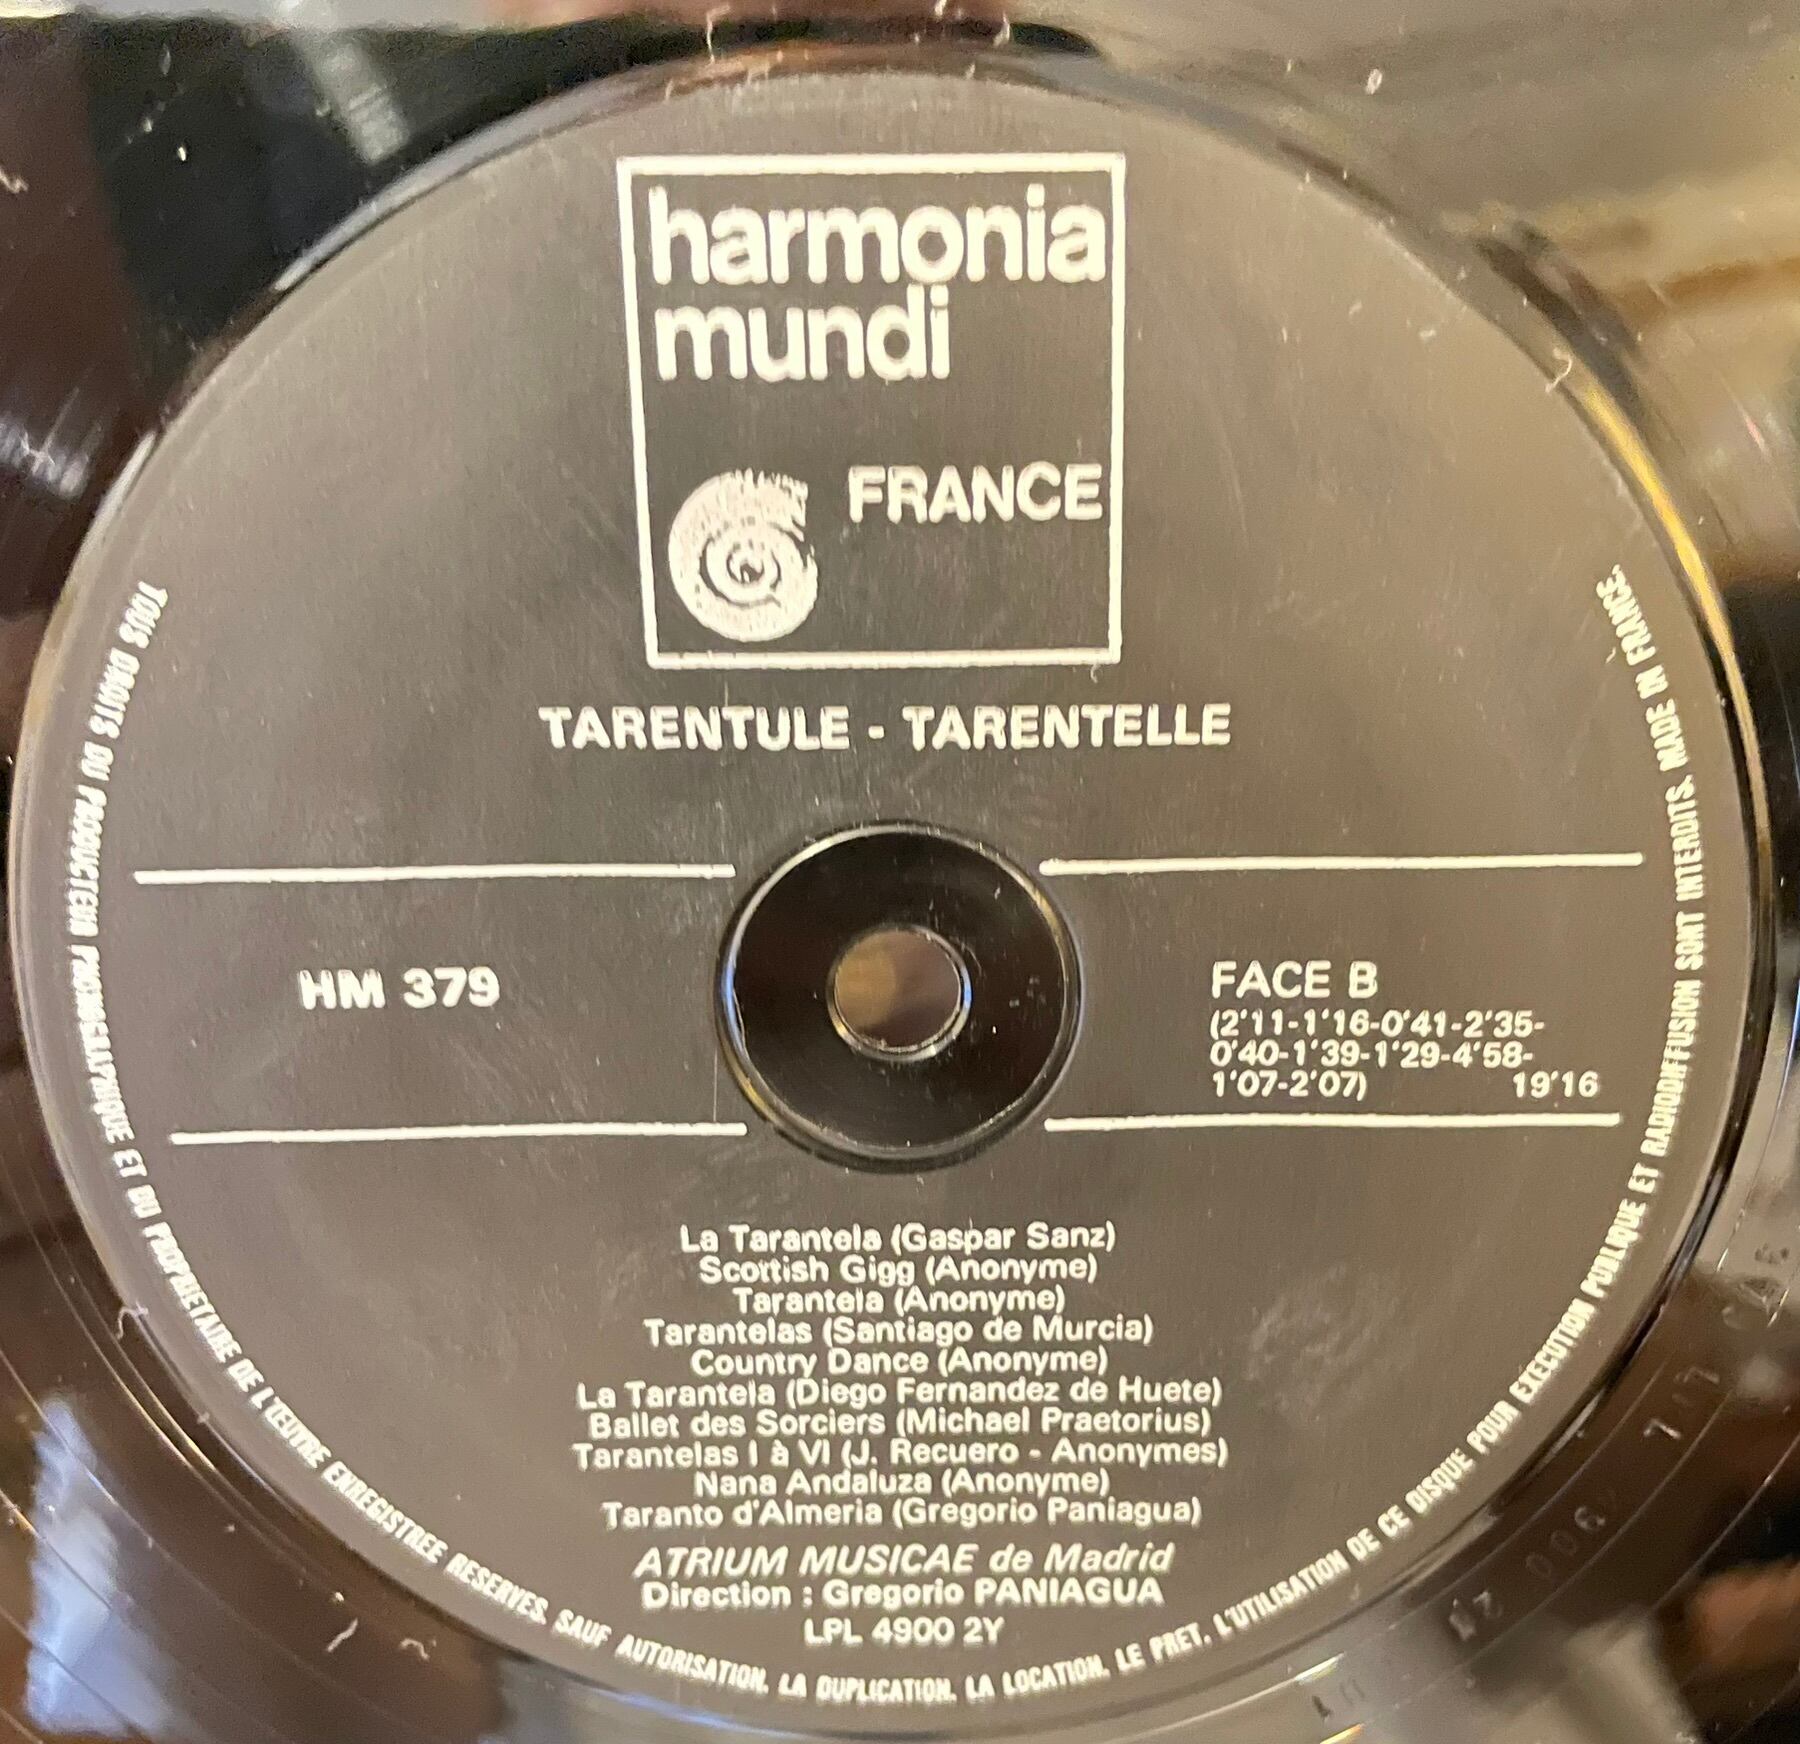 harmonia
mundi
FRANCE
TARENTULE - TARENTELLE
HM 379
FACE B
(2'11-1'16-0'41-2'35-
0'40-1'39-1'29-4'58-
1'07-2'07) 19'16
La Tarantela (Gaspar Sanz)
Scottish Gigg (Anonyme)
Tarantela (Anonyme)
Tarantelas (Santiago de Murcia)
Country Dance (Anonyme)
La Tarantela (Diego Fernandez de Huete)
Ballet des Sorciers (Michael Praetorius)
Tarantelas I à VI (J. Recuero - Anonymes)
Nana Andaluza (Anonyme)
Taranto d'Almeria (Gregorio Paniagua)
ATRIUM MUSICAE de Madrid
Direction : Gregorio PANIAGUA
LPL 4900 2Y
TOUS DROITS DU PRODUCTEUR PHONOGRAPHIQUE ET DU PROPRIETAIRE DE L'ŒUVRE ENREGISTREE RESERVES. SAUF AUTORISATION, LA DUPLICATION, LA LOCATION, LE PRET, L'UTILISATION DE CE DISQUE POUR EXECUTION PUBLIQUE ET RADIODIFFUSION SONT INTERDITS. MADE IN FRANCE.